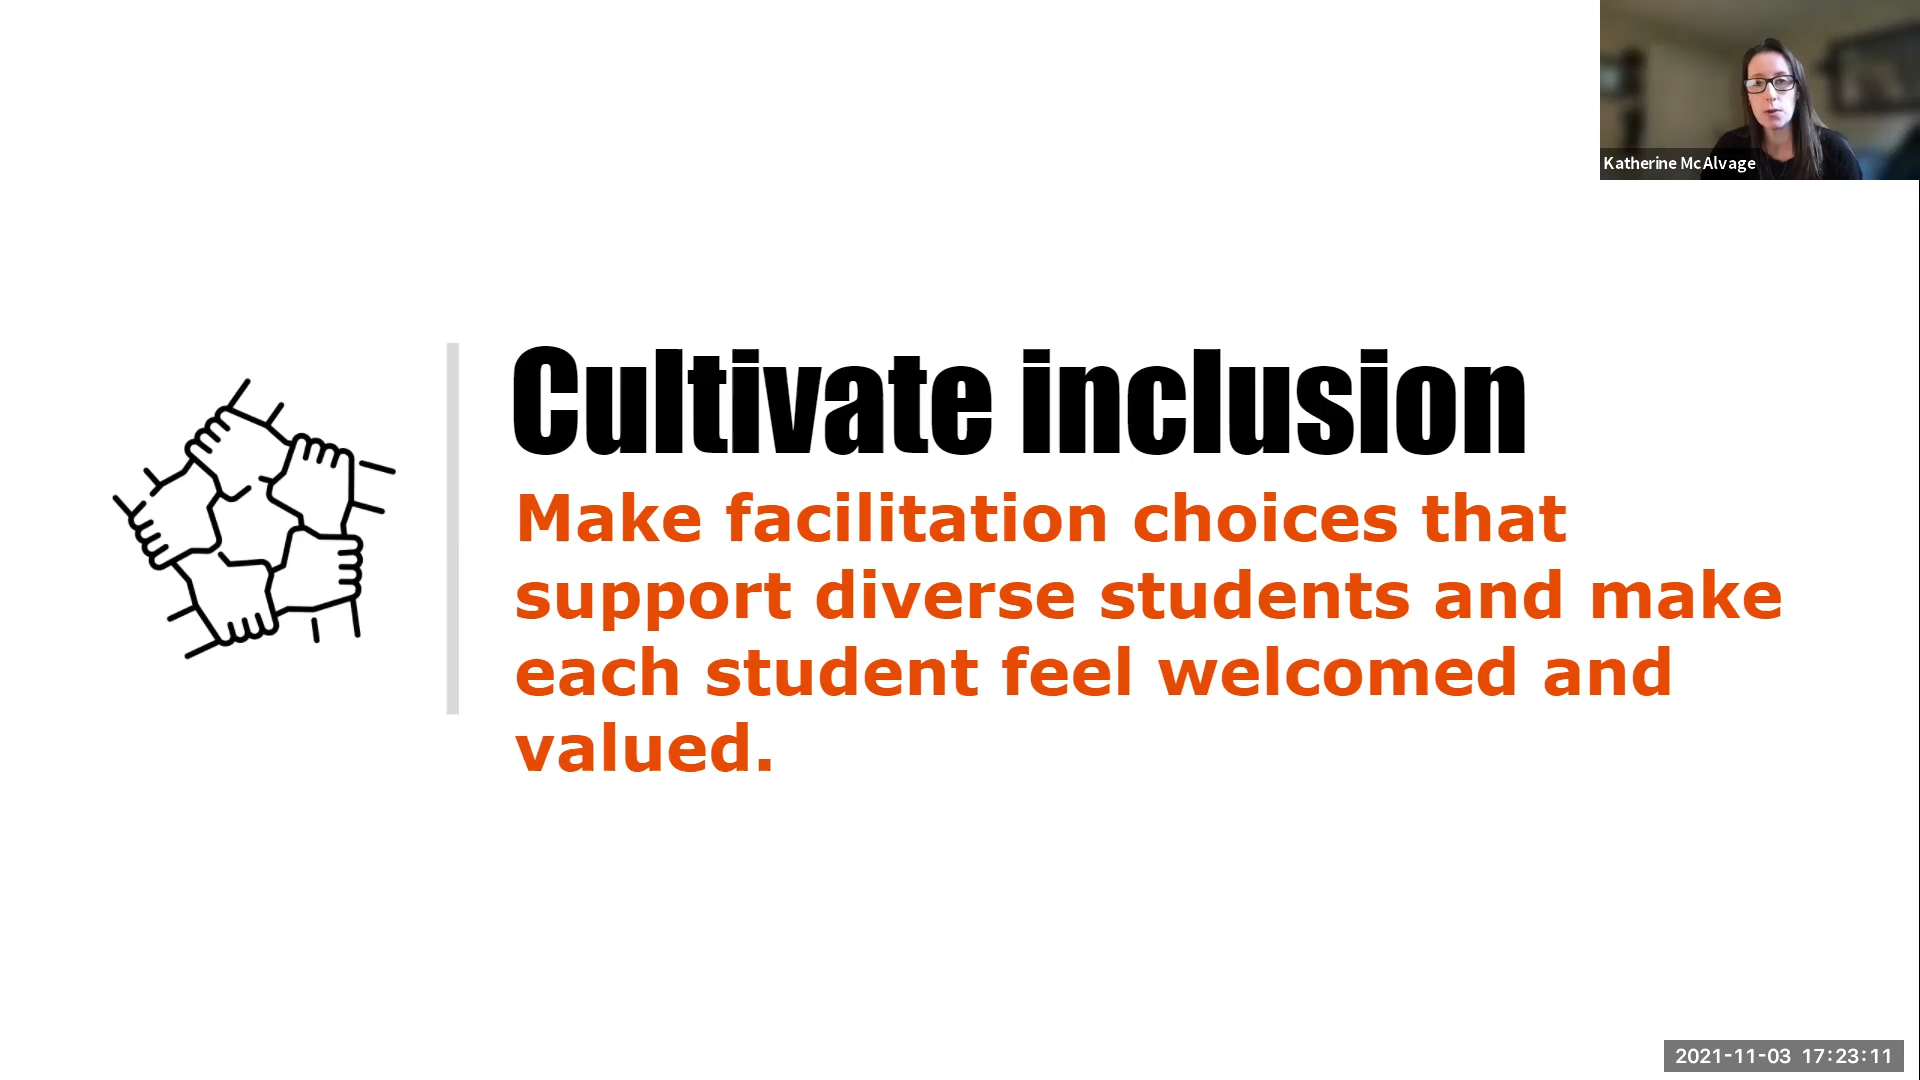 Katherine McAlvage
Cultivate inclusion
Make facilitation choices that
support diverse students and make
each student feel welcomed and
valued.
2021-11-03 17:23:11